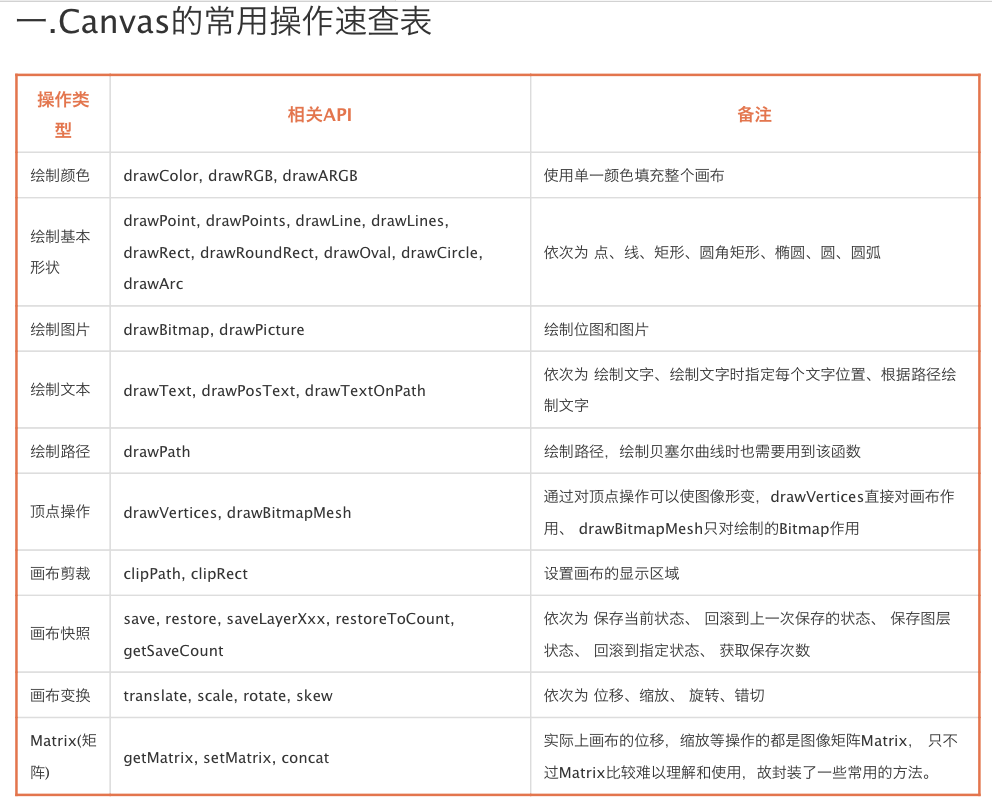 一.Canvas的常用操作速查表
操作类
型
相关API
备注
绘制颜色
drawColor, drawRGB, drawARGB
使用单一颜色填充整个画布
绘制基本
形状
drawPoint, drawPoints, drawLine, drawLines,
drawRect, drawRoundRect, drawOval, drawCircle,
drawArc
依次为 点、线、矩形、圆角矩形、椭圆、圆、圆弧
绘制图片
drawBitmap, drawPicture
绘制位图和图片
绘制文本
drawText, drawPosText, drawTextOnPath
依次为 绘制文字、绘制文字时指定每个文字位置、根据路径绘
制文字
绘制路径
drawPath
绘制路径，绘制贝塞尔曲线时也需要用到该函数
顶点操作
drawVertices, drawBitmapMesh
通过对顶点操作可以使图像形变，drawVertices直接对画布作
用、 drawBitmapMesh只对绘制的Bitmap作用
画布剪裁
clipPath, clipRect
设置画布的显示区域
画布快照
save, restore, saveLayerXxx, restoreToCount,
getSaveCount
依次为 保存当前状态、 回滚到上一次保存的状态、 保存图层
状态、 回滚到指定状态、 获取保存次数
画布变换
translate, scale, rotate, skew
依次为 位移、缩放、 旋转、错切
Matrix(矩
阵)
getMatrix, setMatrix, concat
实际上画布的位移，缩放等操作的都是图像矩阵Matrix， 只不
过Matrix比较难以理解和使用，故封装了一些常用的方法。